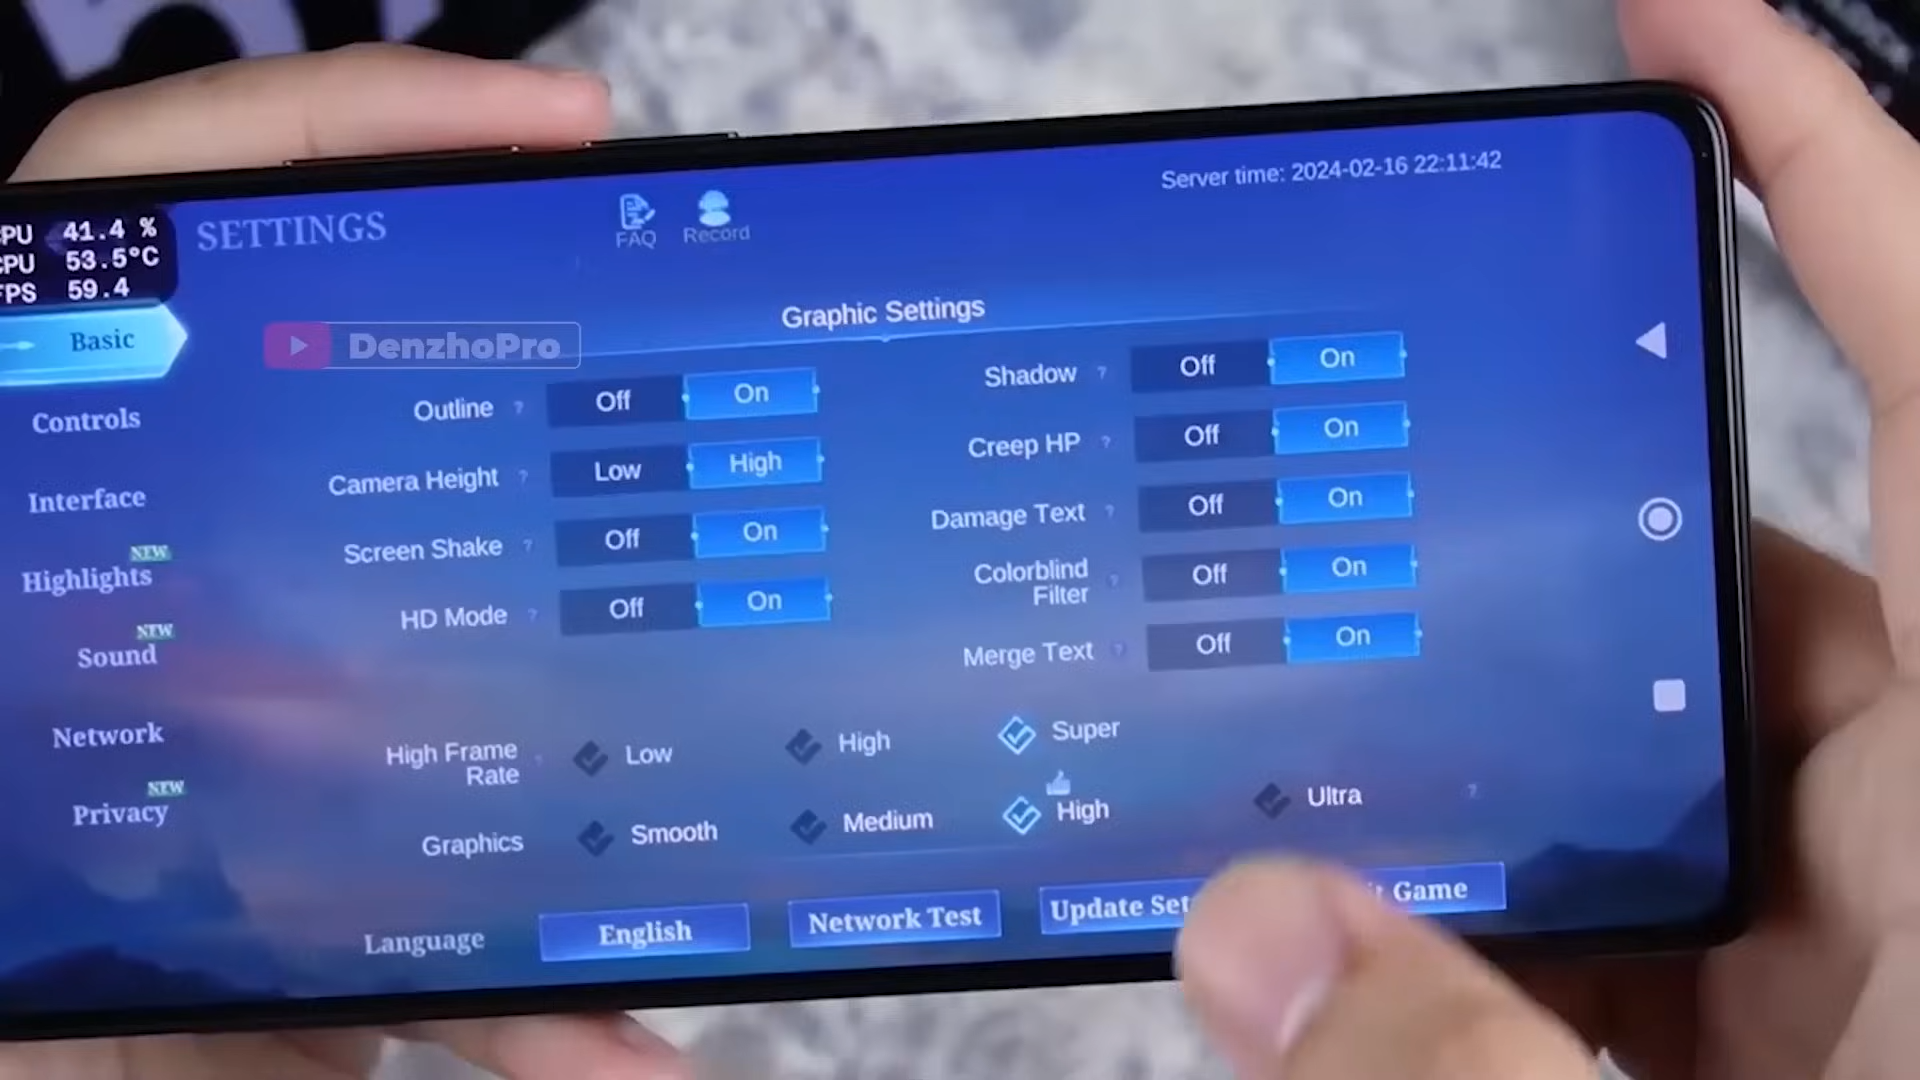 Server time: 2024-02-16 22:11:42
SETTINGS
FAQ
Record
PU 41.4 %
CPU 53.5°C
FPS 59.4
Basic
Controls
Interface
NEW
Highlights
NEW
Sound
Network
NEW
Privacy
DenzhoPro
Graphic Settings
Outline ? Off On
Camera Height ? Low High
Screen Shake ? Off On
HD Mode ? Off On
Shadow ? Off On
Creep HP ? Off On
Damage Text ? Off On
Colorblind
Filter ? Off On
Merge Text ? Off On
High Frame
Rate Low High Super
Graphics Smooth Medium High Ultra ?
Language English Network Test Update Set Game